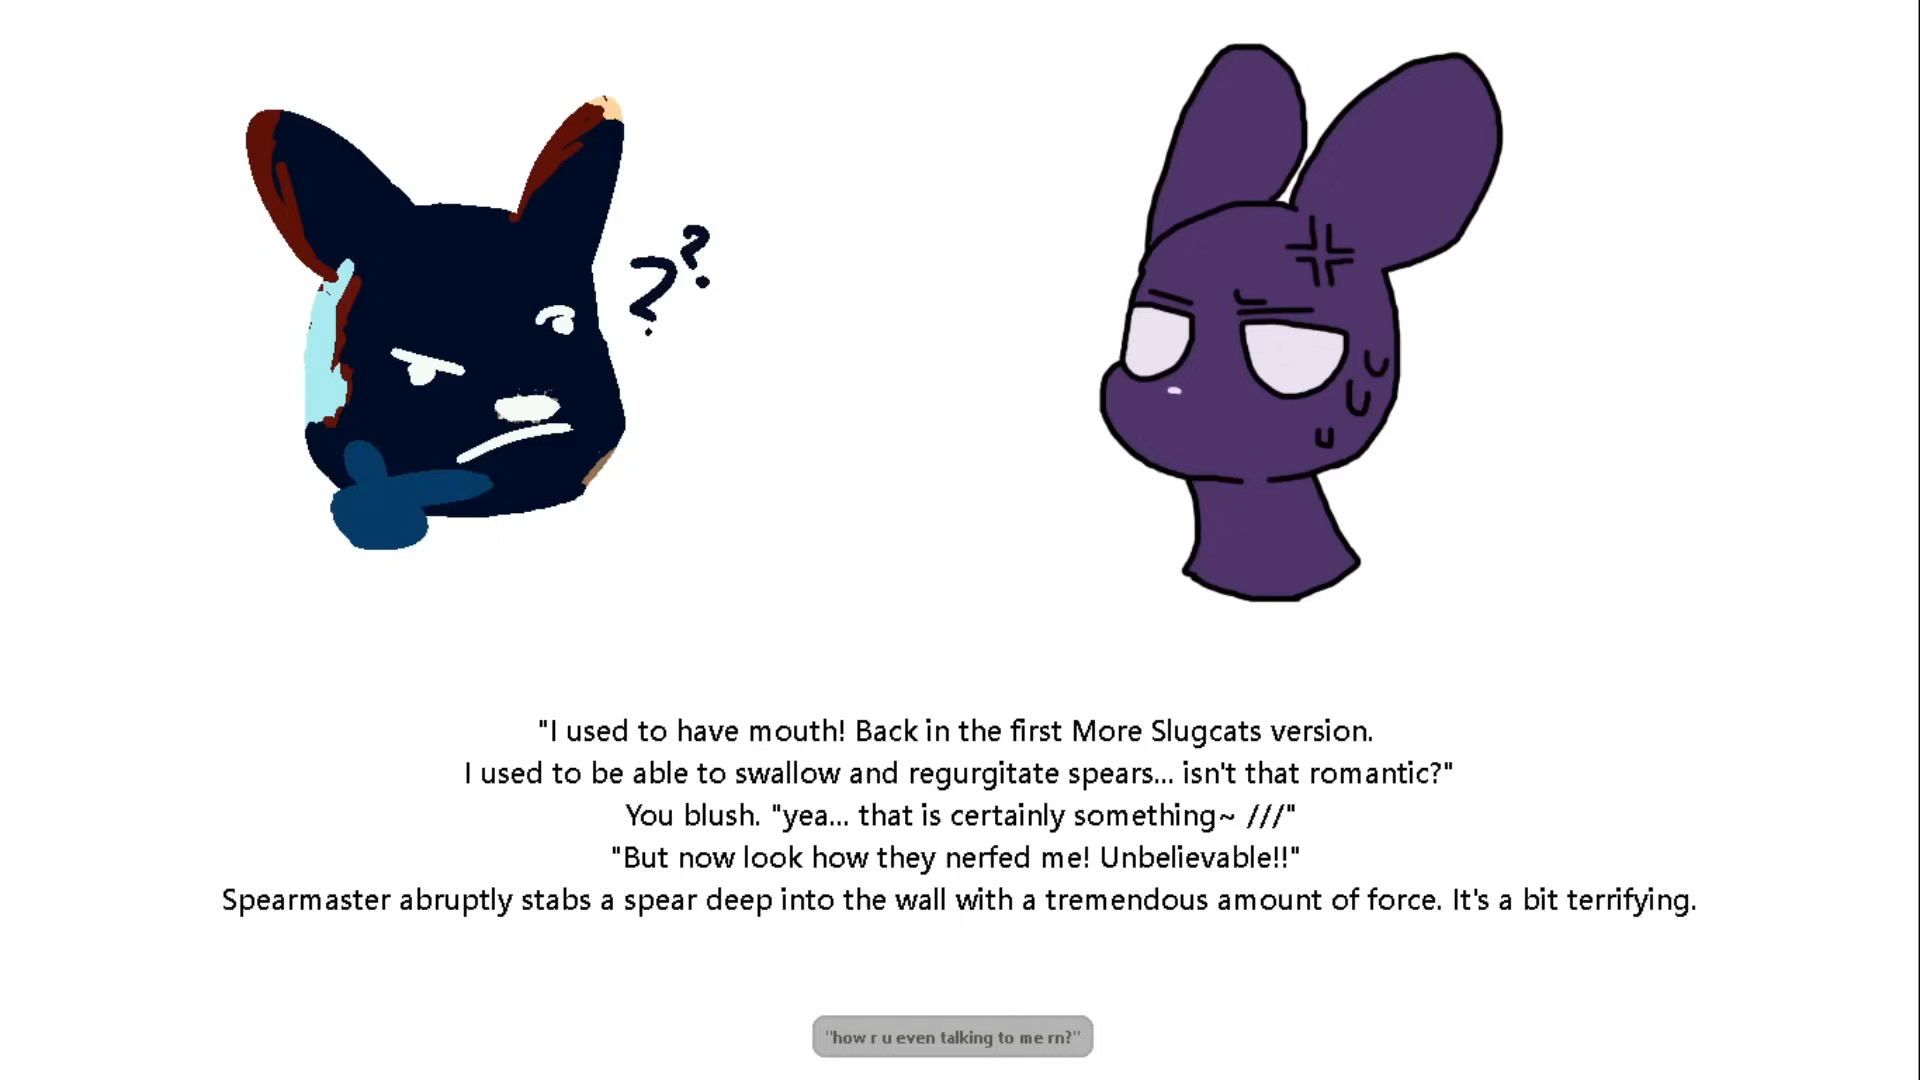 ??
"I used to have mouth! Back in the first More Slugcats version.
I used to be able to swallow and regurgitate spears... isn't that romantic?"
You blush. "yea... that is certainly something~ ///"
"But now look how they nerfed me! Unbelievable!!"
Spearmaster abruptly stabs a spear deep into the wall with a tremendous amount of force. It's a bit terrifying.
"how r u even talking to me rn?"